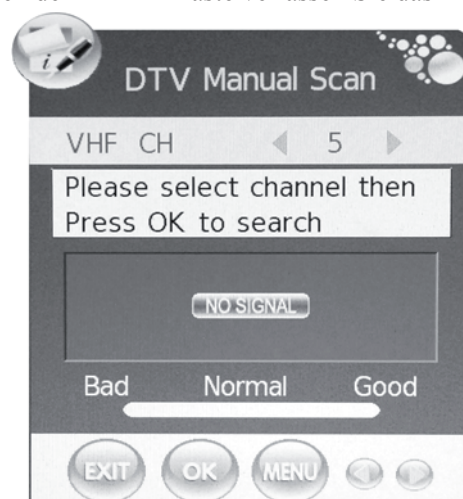 DTV Manual Scan
VHF CH 5
Please select channel then
Press OK to search
NO SIGNAL
Bad Normal Good
EXIT OK MENU